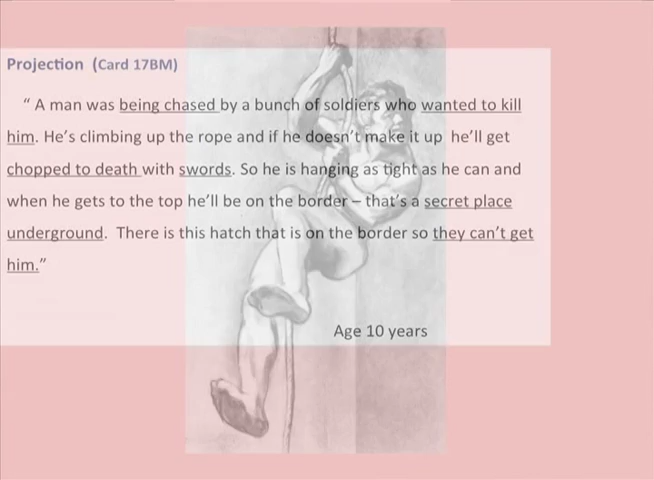 Projection (Card 17BM)
“ A man was being chased by a bunch of soldiers who wanted to kill
him. He’s climbing up the rope and if he doesn’t make it up he’ll get
chopped to death with swords. So he is hanging as tight as he can and
when he gets to the top he’ll be on the border – that’s a secret place
underground. There is this hatch that is on the border so they can’t get
him.”
Age 10 years